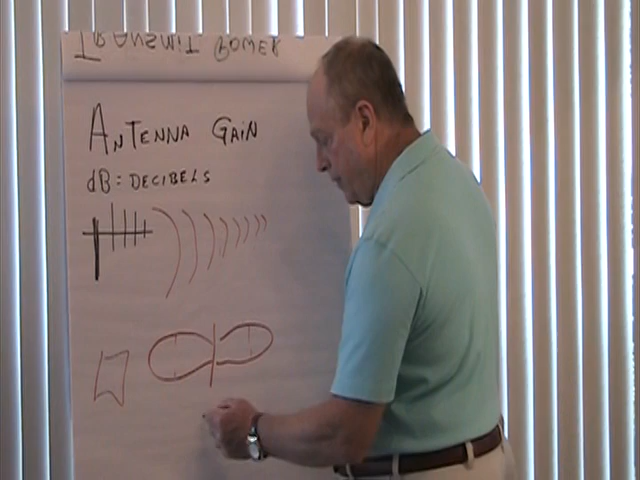 TRANSMIT POWER
ANTENNA GAIN
dB = DECIBELS